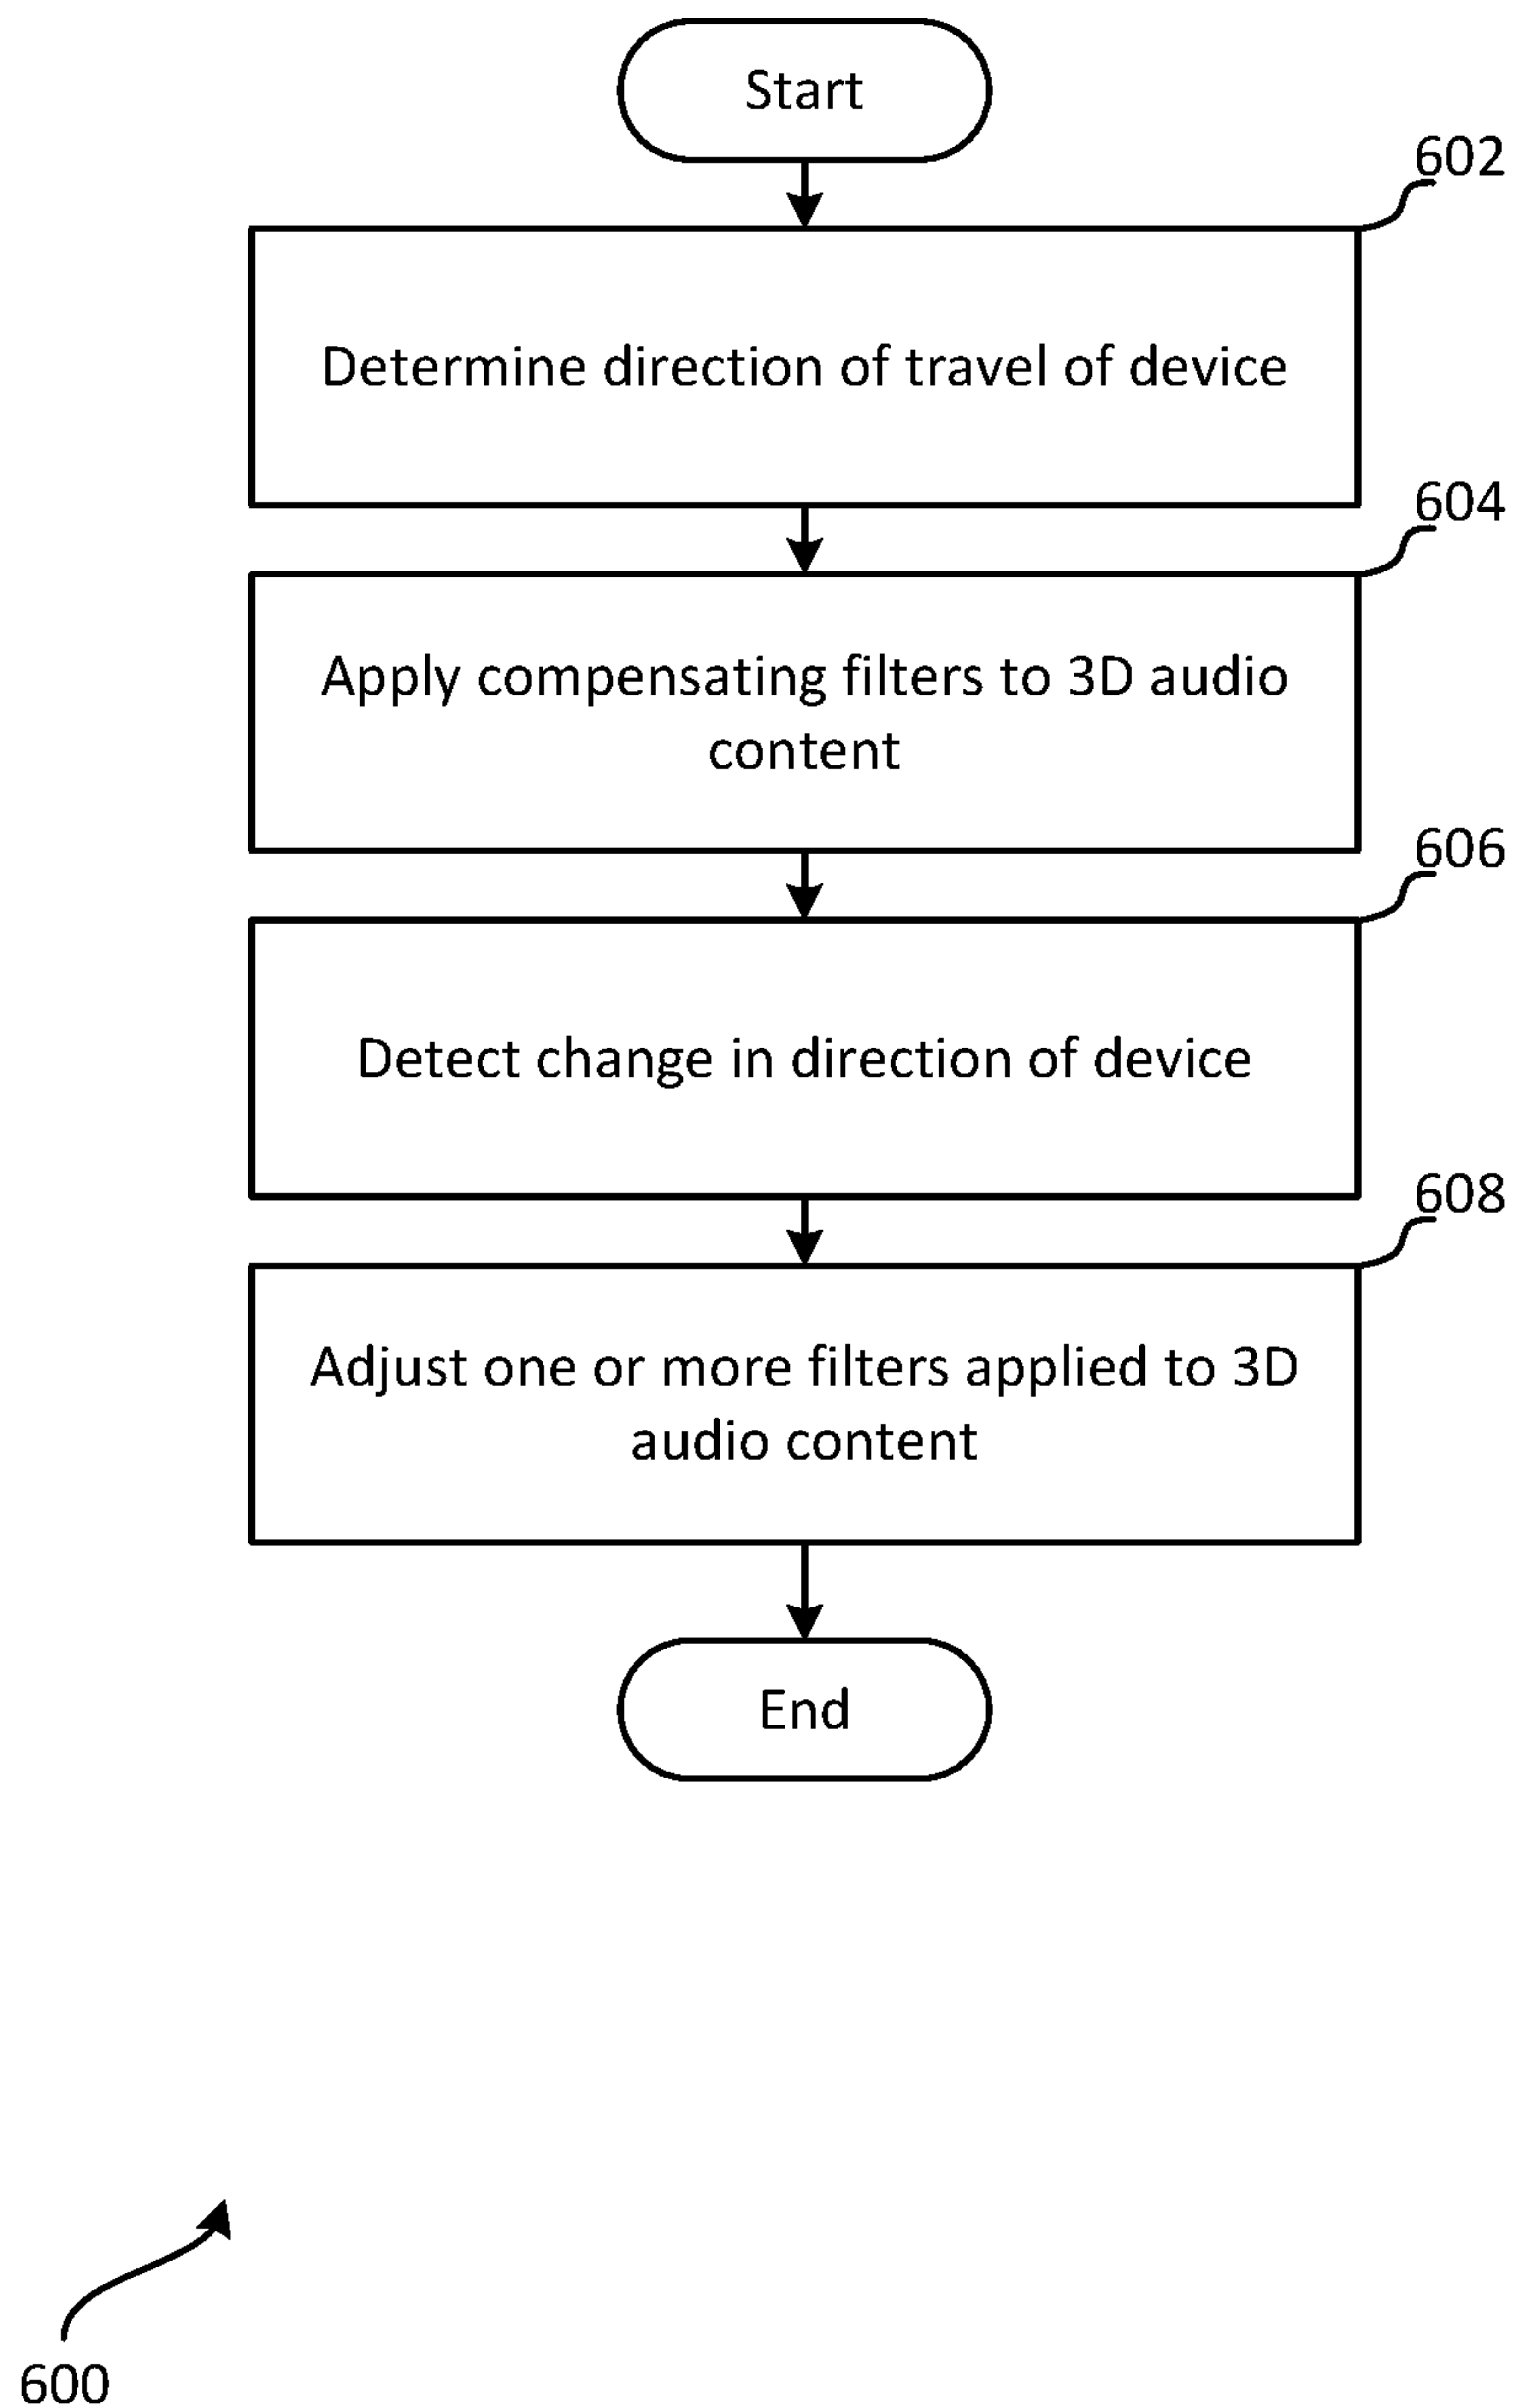 Start
602
Determine direction of travel of device
604
Apply compensating filters to 3D audio
content
606
Detect change in direction of device
608
Adjust one or more filters applied to 3D
audio content
End
600